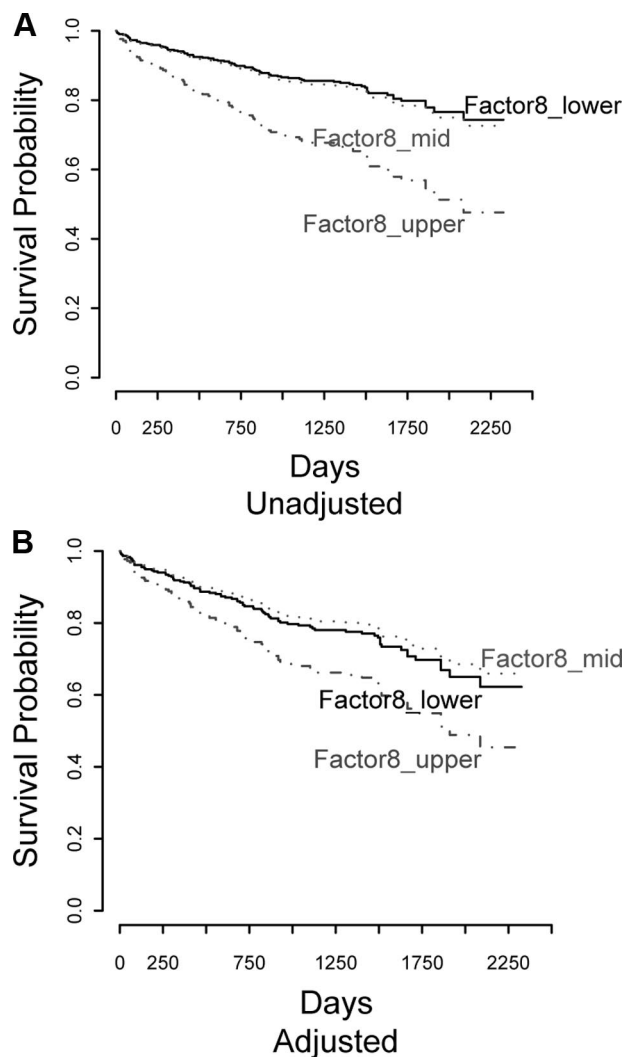 A
Survival Probability
1.0
0.8
0.6
0.4
0.2
0.0
Factor8_lower
Factor8_mid
Factor8_upper
0 250 750 1250 1750 2250
Days
Unadjusted
B
Survival Probability
1.0
0.8
0.6
0.4
0.2
0.0
Factor8_mid
Factor8_lower
Factor8_upper
0 250 750 1250 1750 2250
Days
Adjusted